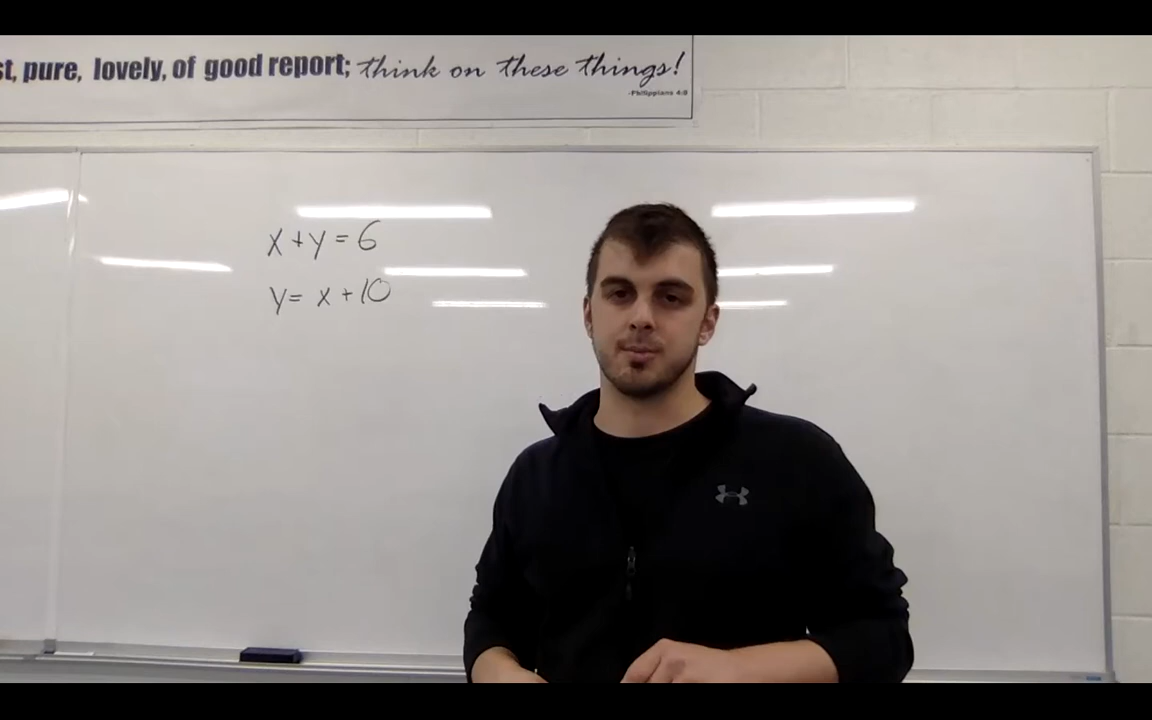 st, pure, lovely, of good report; think on these things!
-Philippians 4:8
x + y = 6
y = x + 10